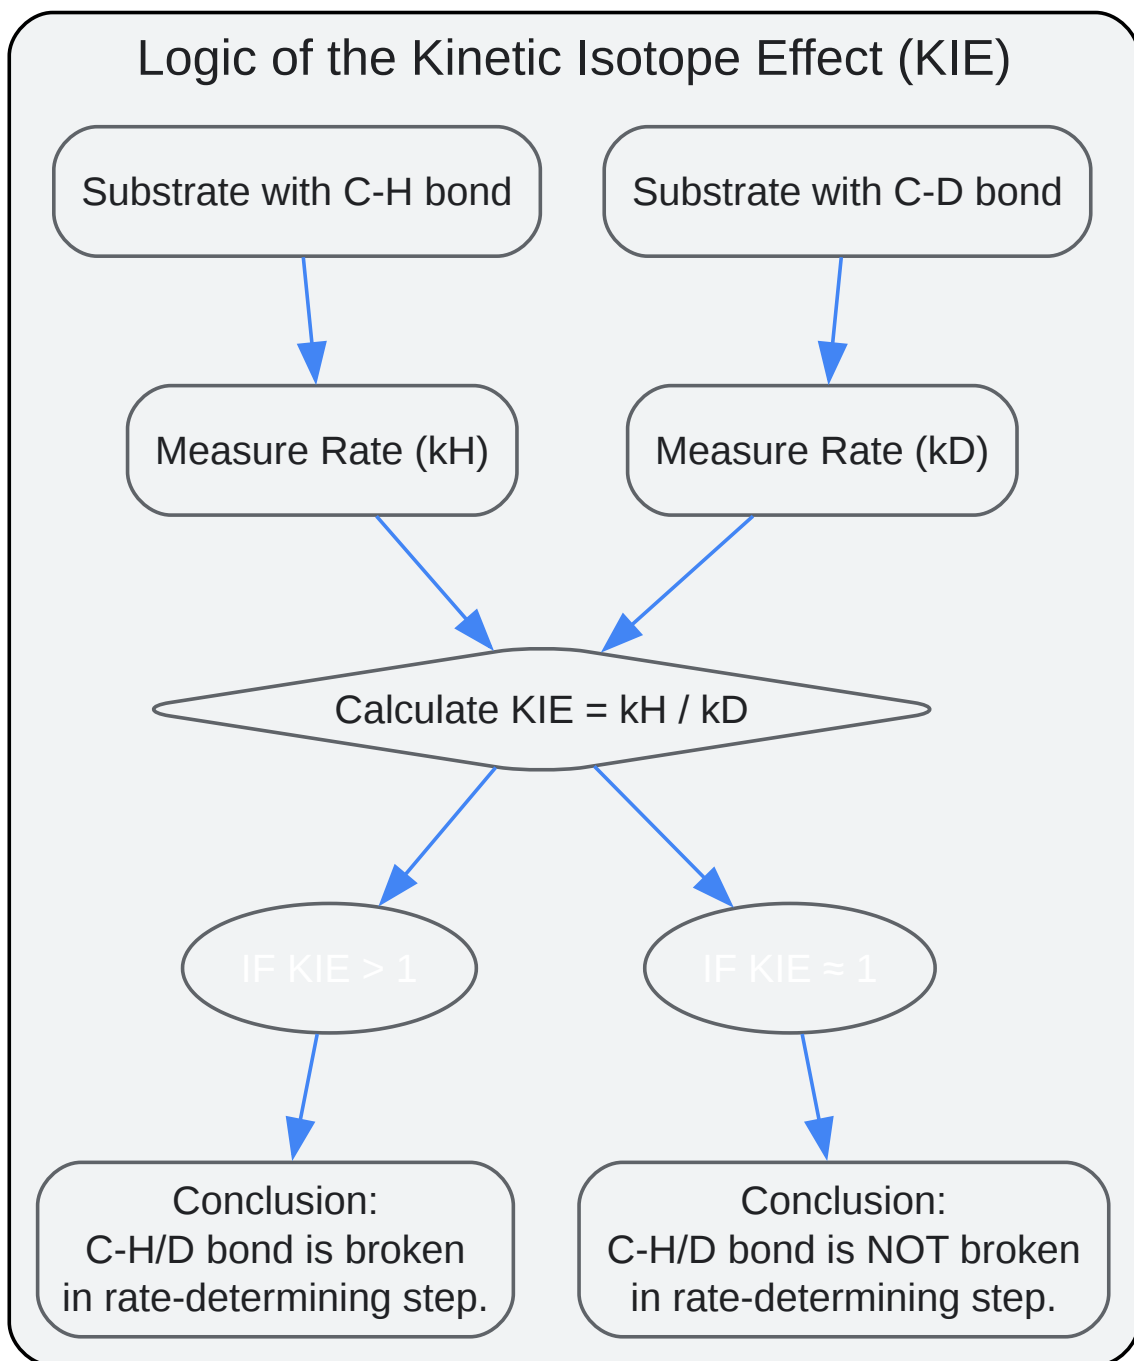 Logic of the Kinetic Isotope Effect (KIE)
Substrate with C-H bond
Substrate with C-D bond
Measure Rate (kH)
Measure Rate (kD)
Calculate KIE = kH / kD
IF KIE > 1
IF KIE ≈ 1
Conclusion:
C-H/D bond is broken
in rate-determining step.
Conclusion:
C-H/D bond is NOT broken
in rate-determining step.